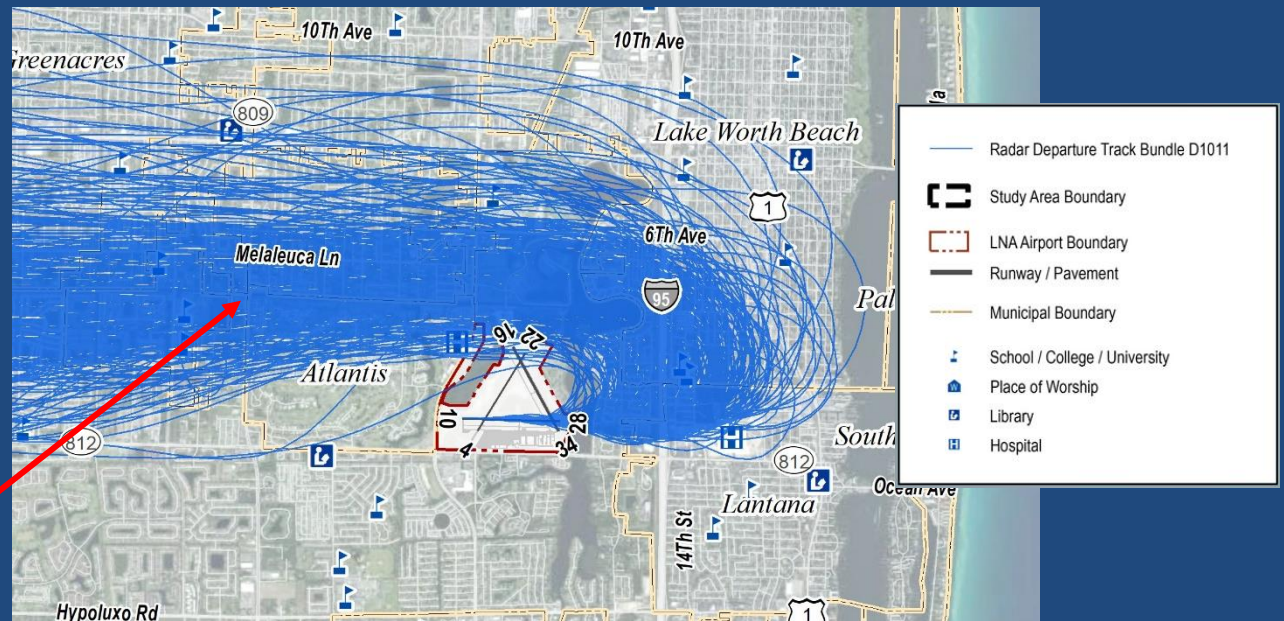 10Th Ave
10Th Ave
Greenacres
809
Lake Worth Beach
1
6Th Ave
Melaleuca Ln
95
Pal
16
22
Atlantis
10
28
4
34
812
812
South
Ocean Ave
Lantana
14Th St
Hypoluxo Rd
1
la
Radar Departure Track Bundle D1011
Study Area Boundary
LNA Airport Boundary
Runway / Pavement
Municipal Boundary
School / College / University
W Place of Worship
Library
H Hospital
H
H